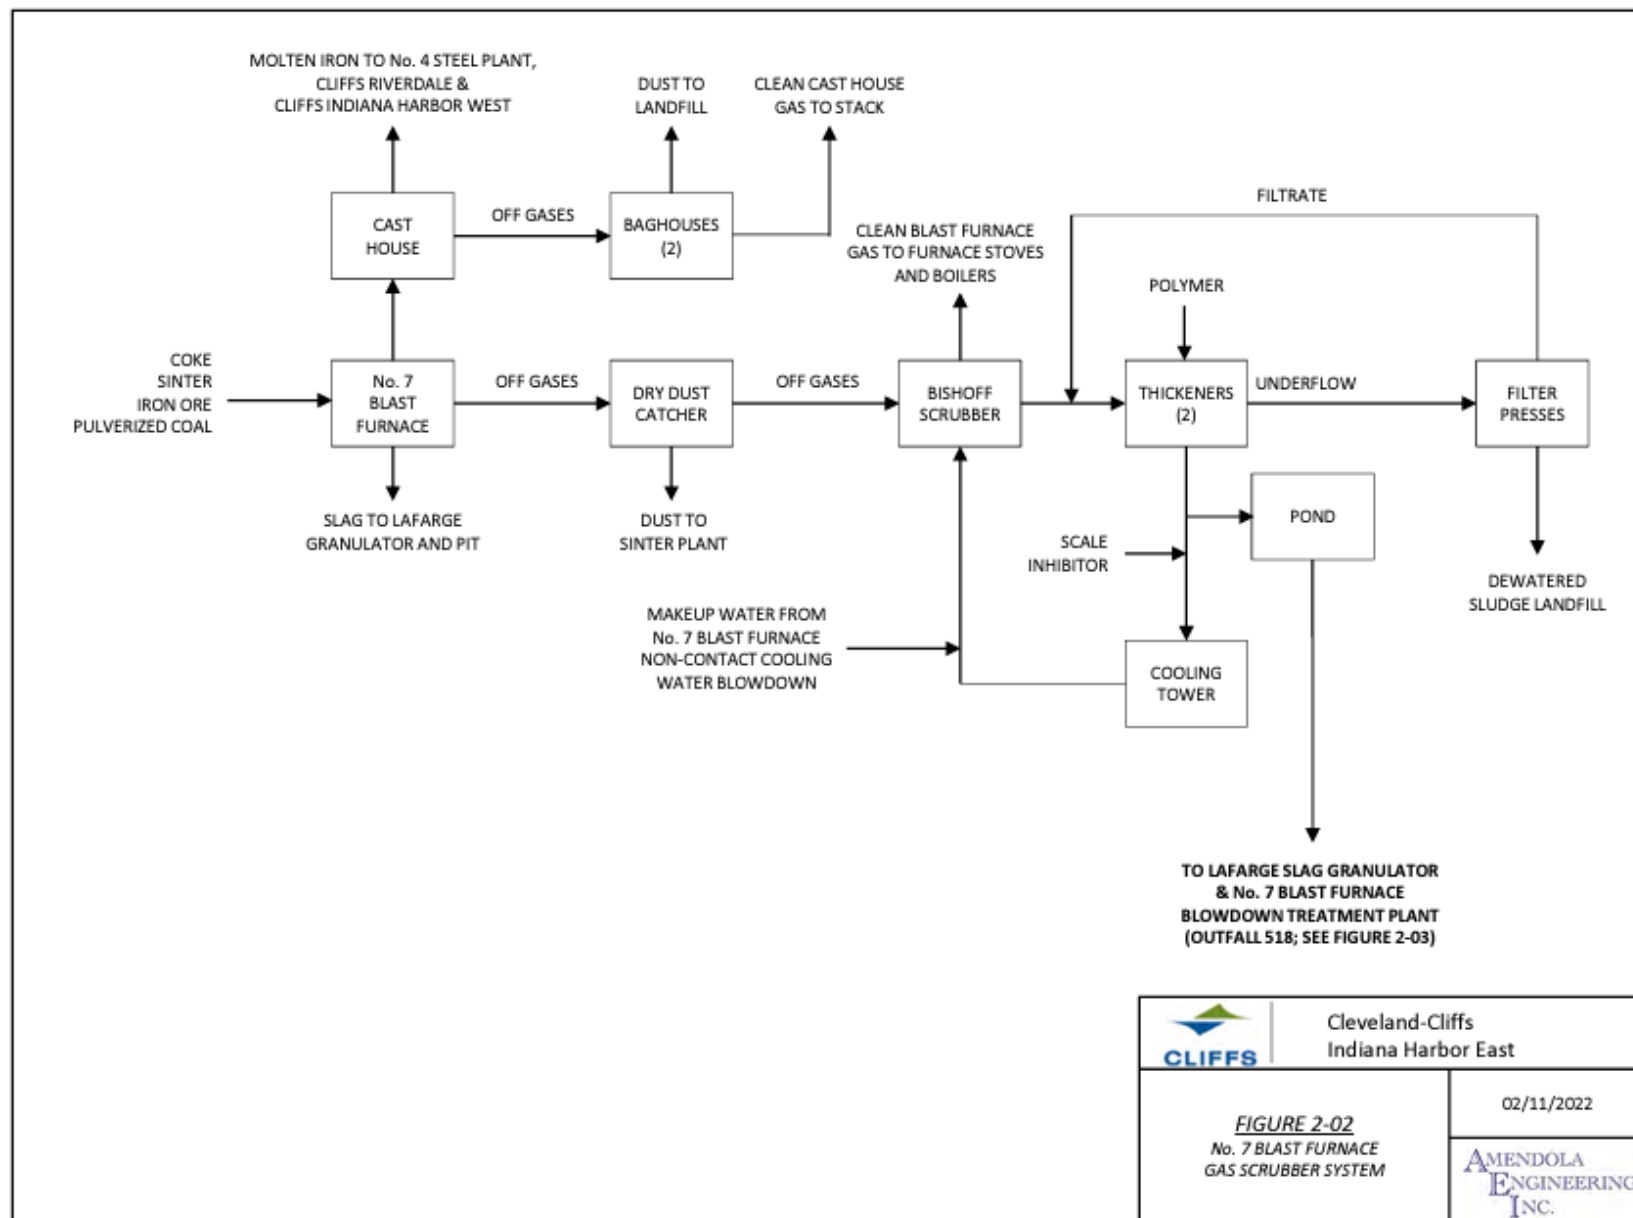 MOLTEN IRON TO No. 4 STEEL PLANT,
CLIFFS RIVERDALE &
CLIFFS INDIANA HARBOR WEST
DUST TO
LANDFILL
CLEAN CAST HOUSE
GAS TO STACK
CAST
HOUSE
OFF GASES
BAGHOUSES
(2)
FILTRATE
CLEAN BLAST FURNACE
GAS TO FURNACE STOVES
AND BOILERS
POLYMER
COKE
SINTER
IRON ORE
PULVERIZED COAL
No. 7
BLAST
FURNACE
OFF GASES
DRY DUST
CATCHER
OFF GASES
BISHOFF
SCRUBBER
THICKENERS
(2)
UNDERFLOW
FILTER
PRESSES
SLAG TO LAFARGE
GRANULATOR AND PIT
DUST TO
SINTER PLANT
POND
SCALE
INHIBITOR
DEWATERED
SLUDGE LANDFILL
MAKEUP WATER FROM
No. 7 BLAST FURNACE
NON-CONTACT COOLING
WATER BLOWDOWN
COOLING
TOWER
TO LAFARGE SLAG GRANULATOR
& No. 7 BLAST FURNACE
BLOWDOWN TREATMENT PLANT
(OUTFALL 518; SEE FIGURE 2-03)
CLIFFS
Cleveland-Cliffs
Indiana Harbor East
FIGURE 2-02
No. 7 BLAST FURNACE
GAS SCRUBBER SYSTEM
02/11/2022
AMENDOLA
ENGINEERING
INC.